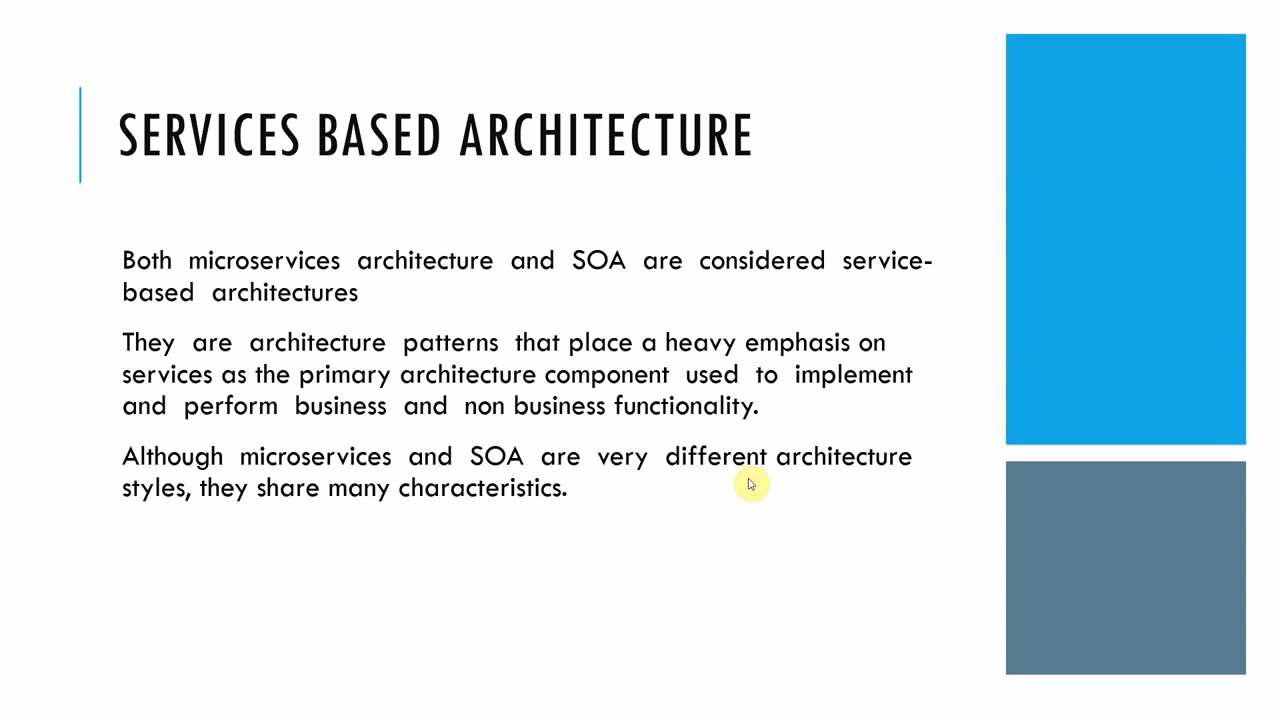 SERVICES BASED ARCHITECTURE
Both microservices architecture and SOA are considered service-
based architectures
They are architecture patterns that place a heavy emphasis on
services as the primary architecture component used to implement
and perform business and non business functionality.
Although microservices and SOA are very different architecture
styles, they share many characteristics.